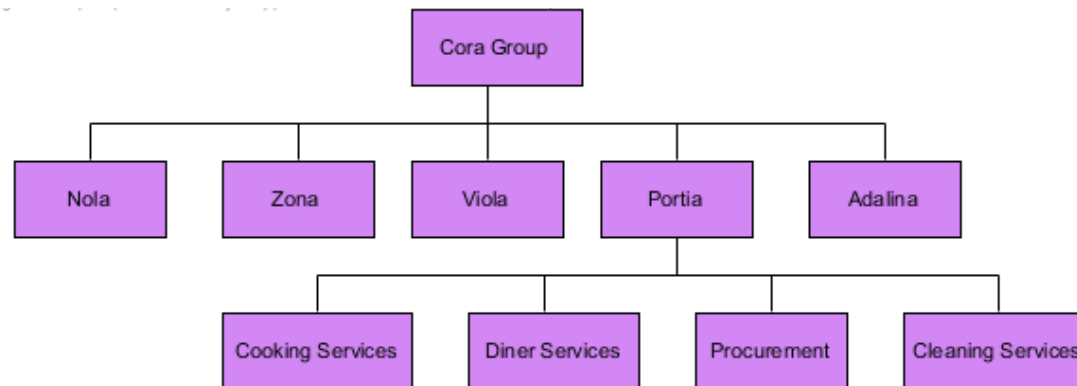 Cora Group
Nola
Zona
Viola
Portia
Adalina
Cooking Services
Diner Services
Procurement
Cleaning Services